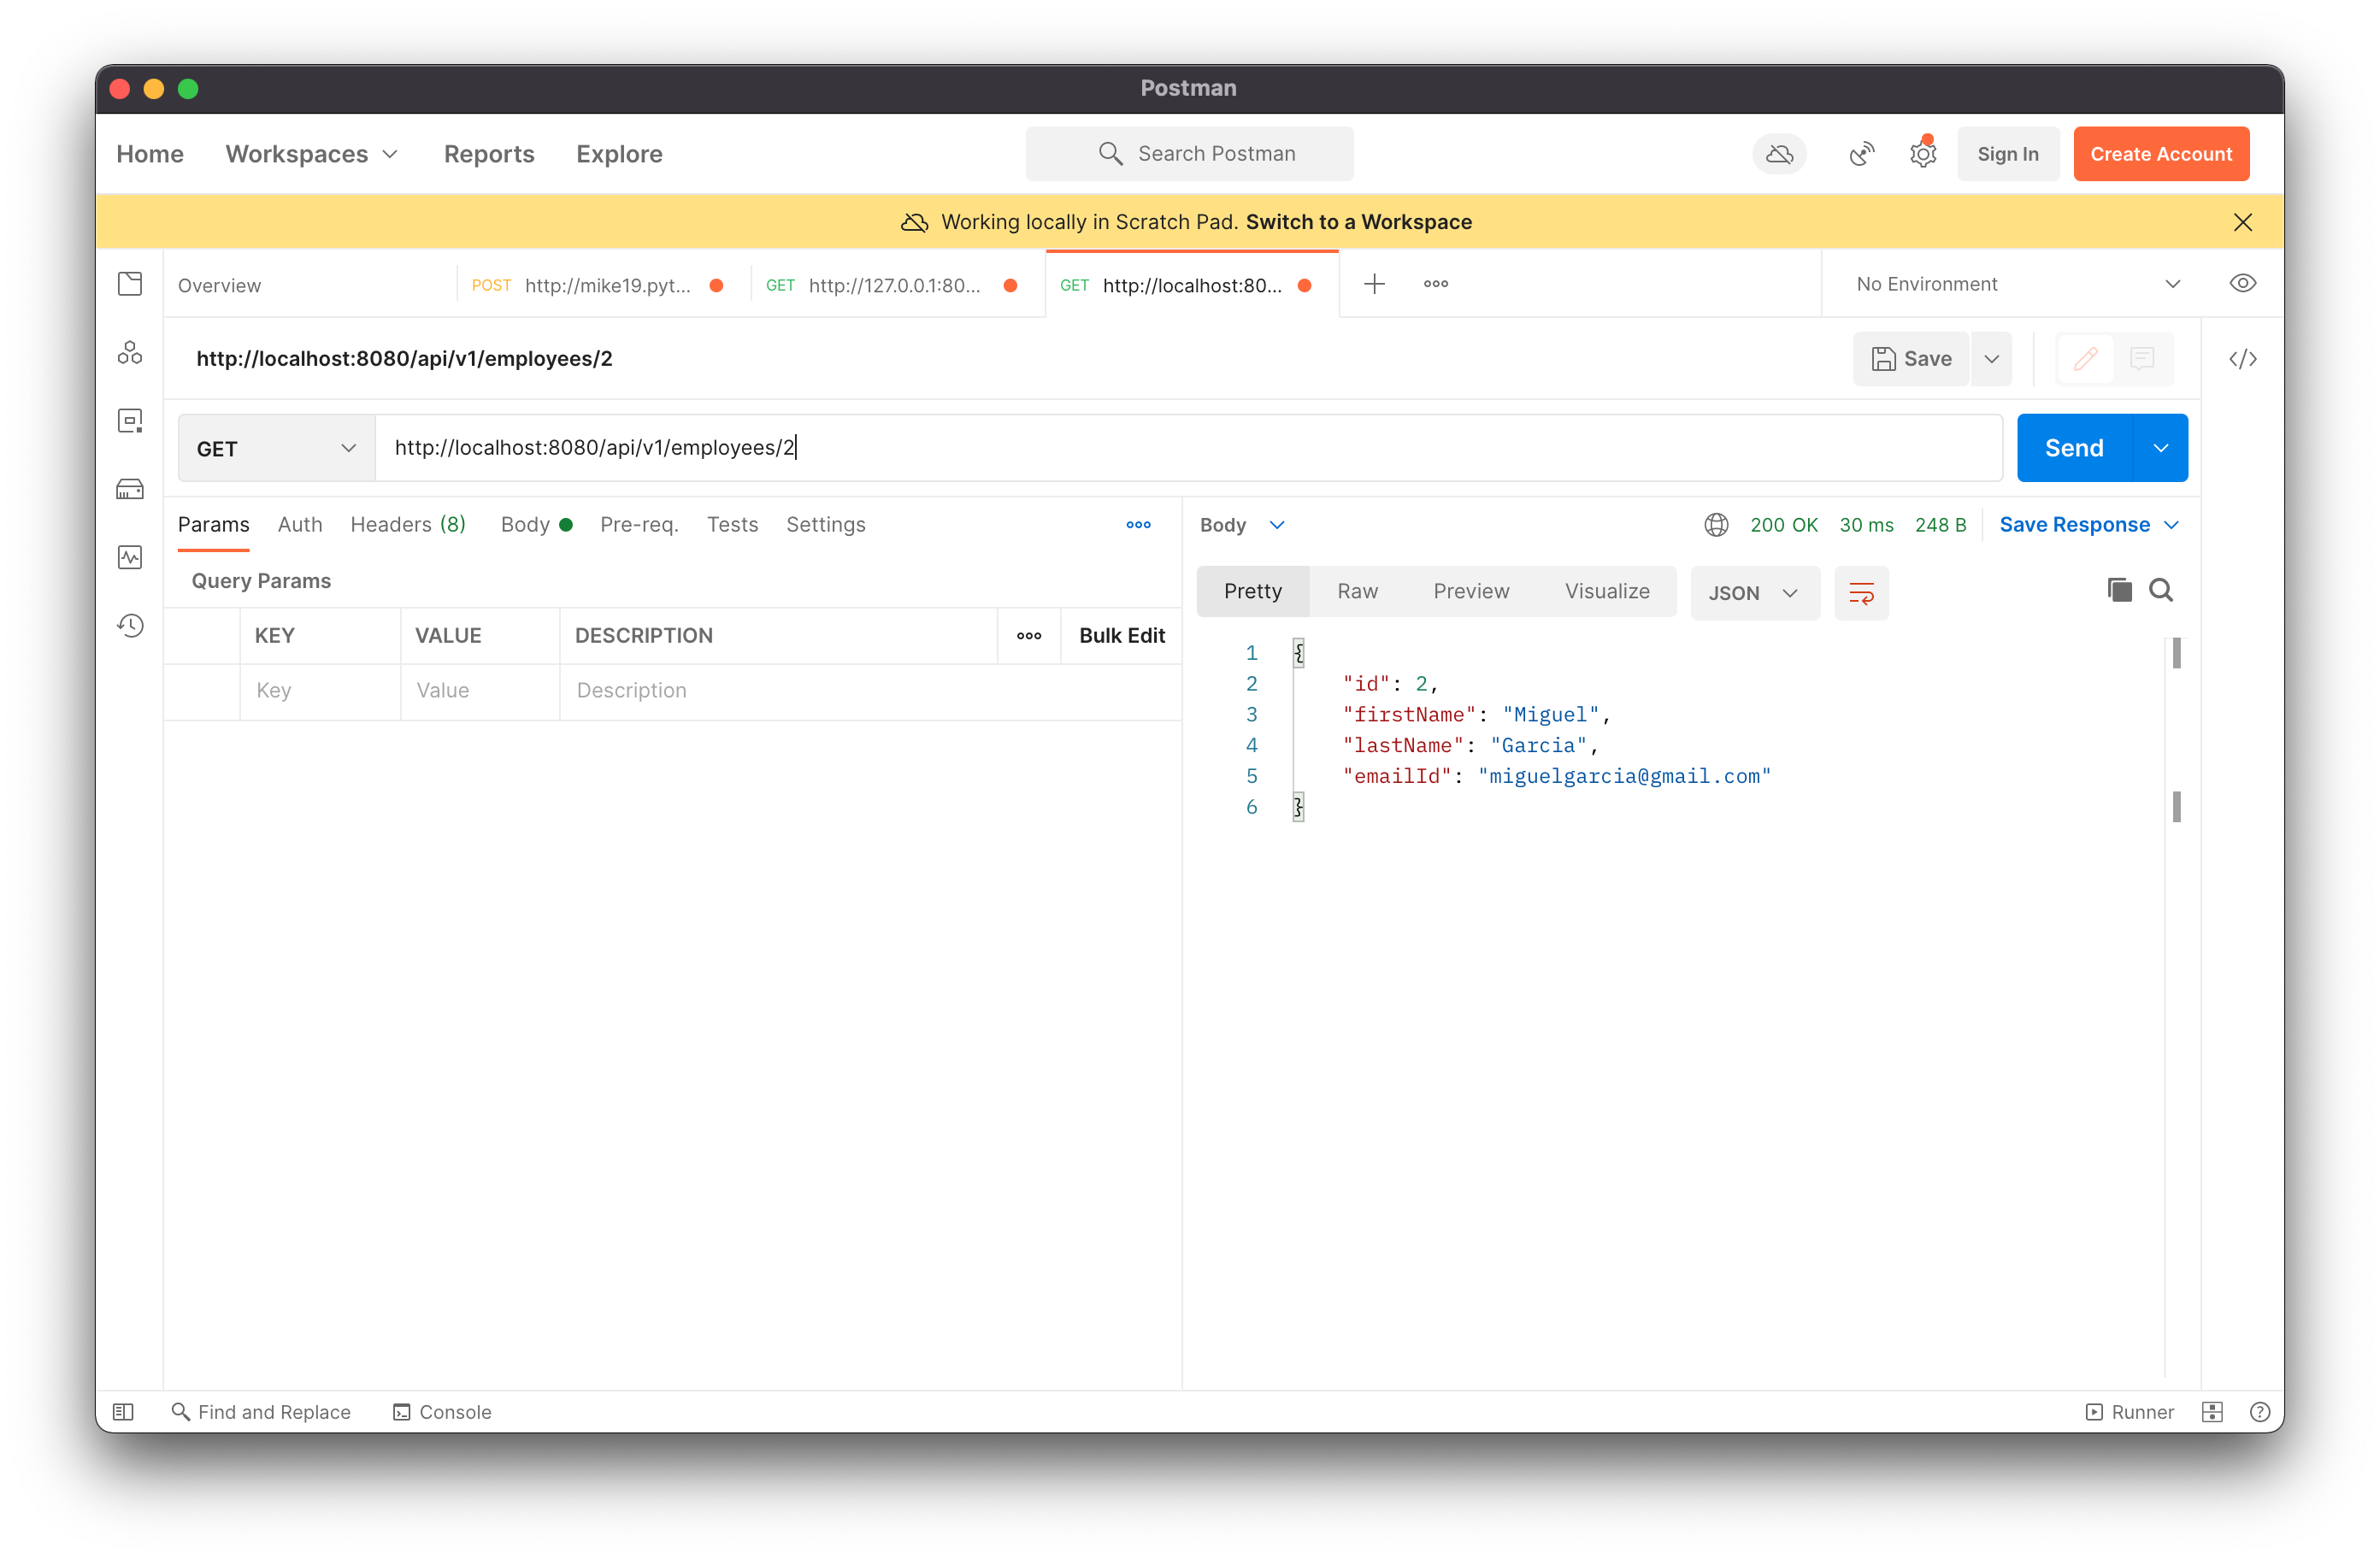 Postman
Home Workspaces Reports Explore Search Postman Sign In Create Account
Working locally in Scratch Pad. Switch to a Workspace
Overview POST http://mike19.pyt... GET http://127.0.0.1:80... GET http://localhost:80... No Environment
http://localhost:8080/api/v1/employees/2 Save
GET http://localhost:8080/api/v1/employees/2 Send
Params Auth Headers (8) Body Pre-req. Tests Settings
Query Params
KEY VALUE DESCRIPTION Bulk Edit
Key Value Description
Body 200 OK 30 ms 248 B Save Response
Pretty Raw Preview Visualize JSON
1 {
2 "id": 2,
3 "firstName": "Miguel",
4 "lastName": "Garcia",
5 "emailId": "miguelgarcia@gmail.com"
6 }
Find and Replace Console Runner